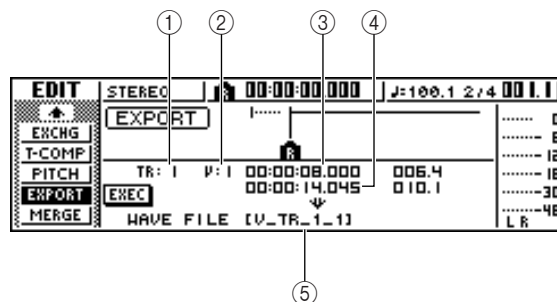 ① ② ③ ④
EDIT STEREO 00:00:00.000 ♩=100.1 2/4 001.1
EXPORT
EXCHG
T-COMP
PITCH TR: 1 V:1 00:00:08.000 006.4
EXPORT EXEC 00:00:14.045 010.1
MERGE WAVE FILE [V_TR_1_1] L R
⑤